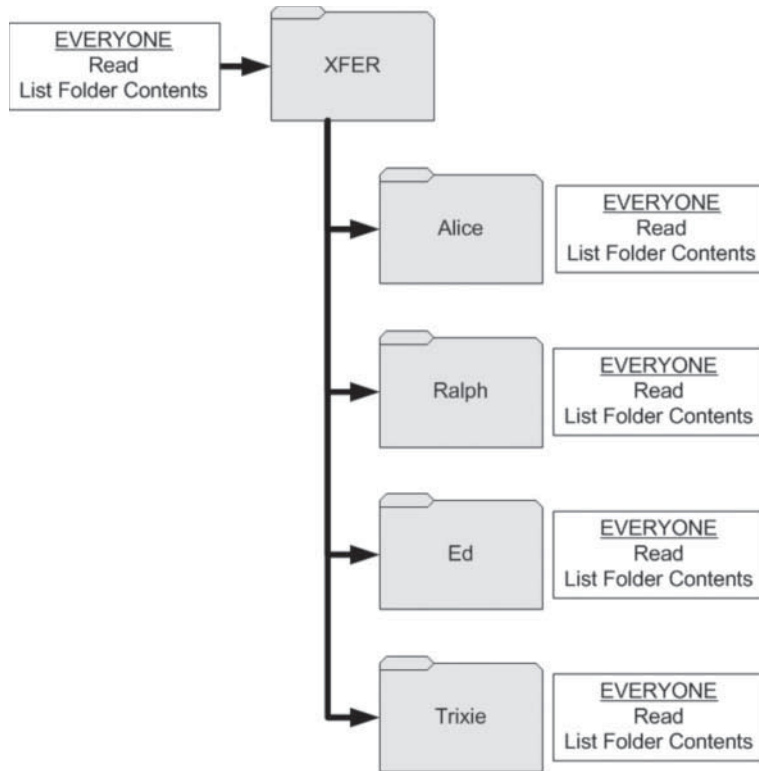 EVERYONE
Read
List Folder Contents
XFER
Alice
EVERYONE
Read
List Folder Contents
Ralph
EVERYONE
Read
List Folder Contents
Ed
EVERYONE
Read
List Folder Contents
Trixie
EVERYONE
Read
List Folder Contents